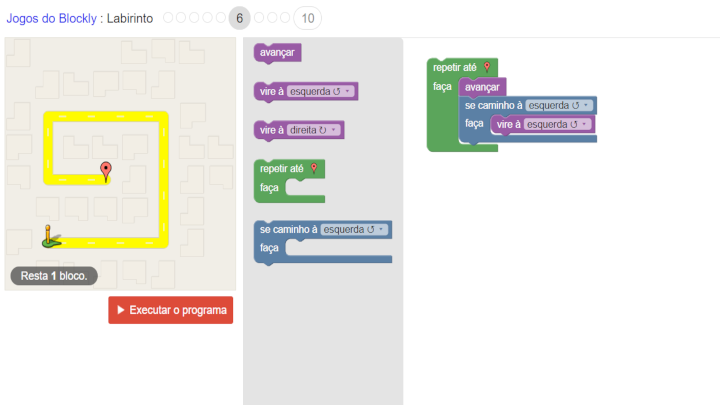 Jogos do Blockly : Labirinto 6 10
avançar
vire à esquerda ↺
vire à direita ↻
repetir até
faça
se caminho à esquerda ↺
faça
Resta 1 bloco.
Executar o programa
repetir até
faça avançar
se caminho à esquerda ↺
faça vire à esquerda ↺